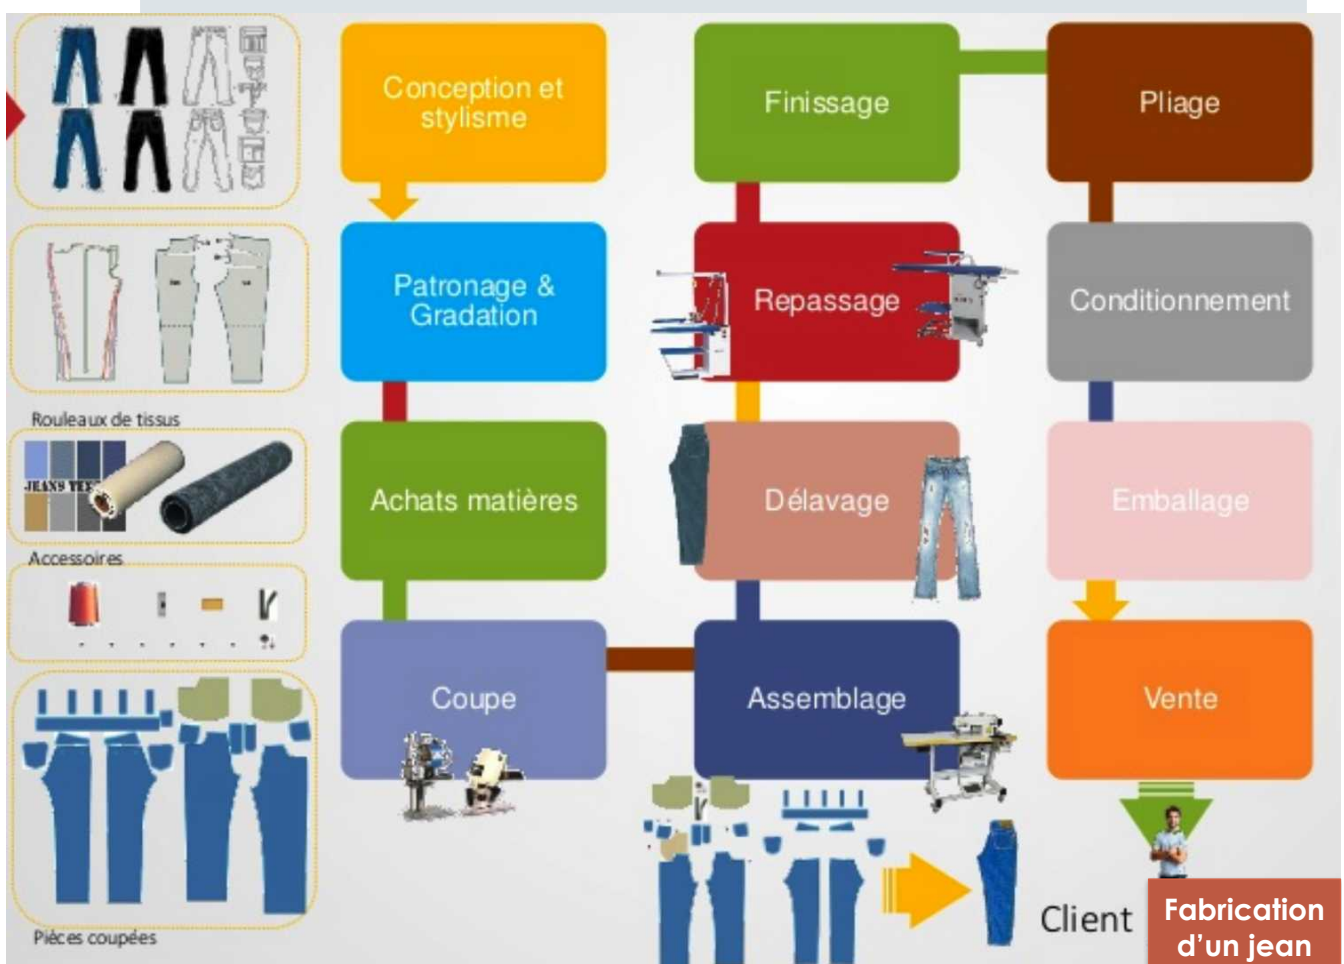 Conception et
stylisme
Patronage &
Gradation
Rouleaux de tissus
JEANS
Achats matières
Accessoires
Coupe
Pièces coupées
Assemblage
Délavage
Repassage
Finissage
Pliage
Conditionnement
Emballage
Vente
Client
Fabrication
d'un jean